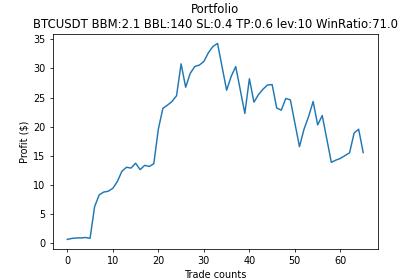 Portfolio
BTCUSDT BBM:2.1 BBL:140 SL:0.4 TP:0.6 lev:10 WinRatio:71.0
35
30
25
20
15
10
5
0
Profit ($)
0 10 20 30 40 50 60
Trade counts